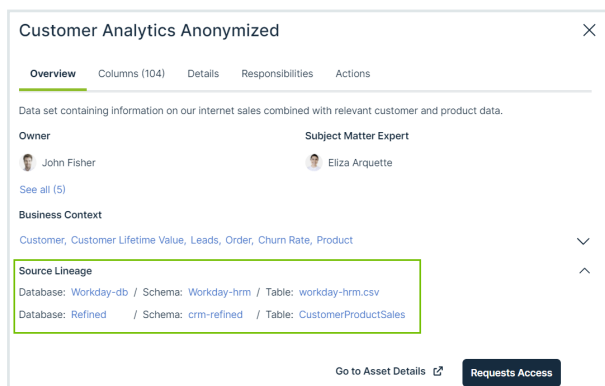 Customer Analytics Anonymized
Overview Columns (104) Details Responsibilities Actions
Data set containing information on our internet sales combined with relevant customer and product data.
Owner Subject Matter Expert
John Fisher Eliza Arquette
See all (5)
Business Context
Customer, Customer Lifetime Value, Leads, Order, Churn Rate, Product
Source Lineage
Database: Workday-db / Schema: Workday-hrm / Table: workday-hrm.csv
Database: Refined / Schema: crm-refined / Table: CustomerProductSales
Go to Asset Details Requests Access